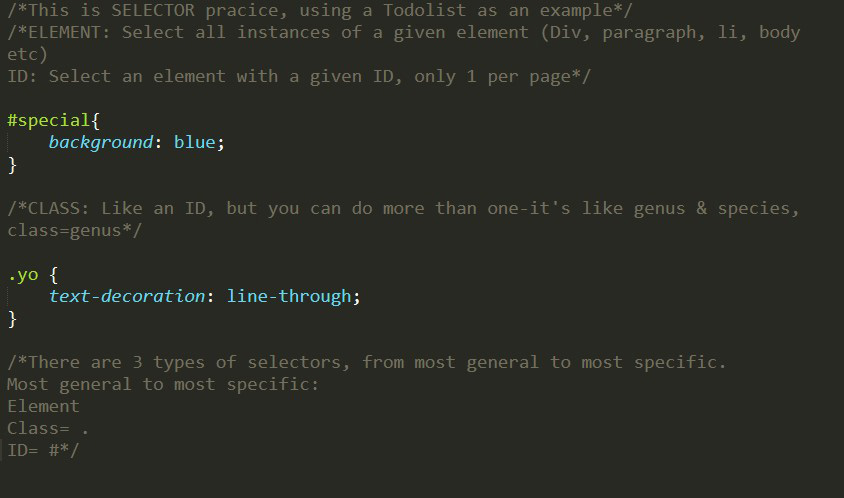 /*This is SELECTOR pracice, using a Todolist as an example*/
/*ELEMENT: Select all instances of a given element (Div, paragraph, li, body
etc)
ID: Select an element with a given ID, only 1 per page*/
#special{
    background: blue;
}
/*CLASS: Like an ID, but you can do more than one-it's like genus & species,
class=genus*/
.yo {
    text-decoration: line-through;
}
/*There are 3 types of selectors, from most general to most specific.
Most general to most specific:
Element
Class= .
ID= #*/